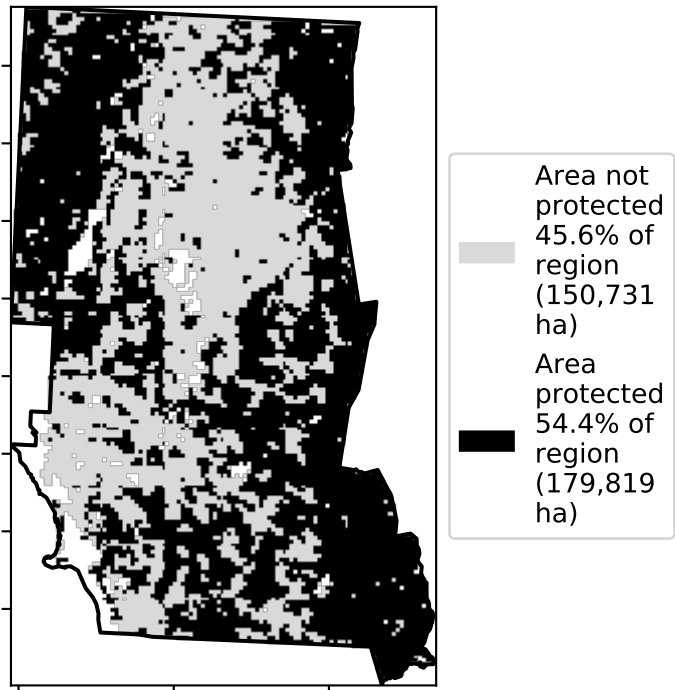 Area not
protected
45.6% of
region
(150,731
ha)
Area
protected
54.4% of
region
(179,819
ha)